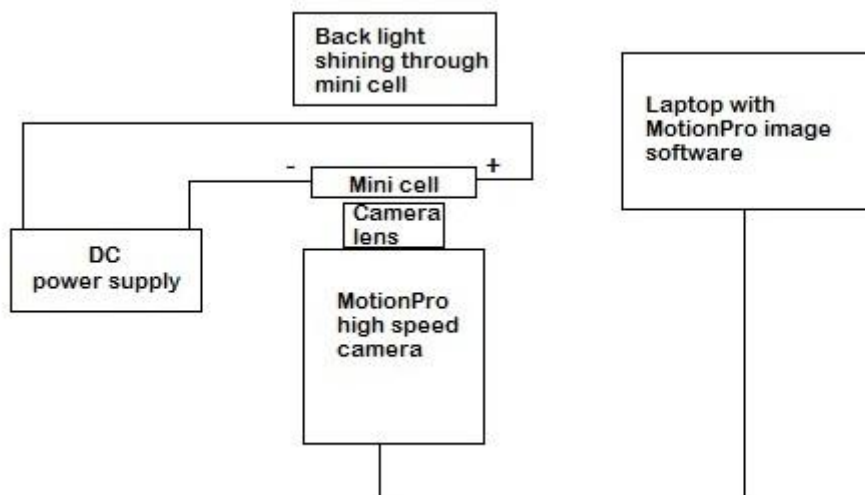 Back light
shining through
mini cell
Laptop with
MotionPro image
software
- +
Mini cell
Camera
lens
DC
power supply
MotionPro
high speed
camera